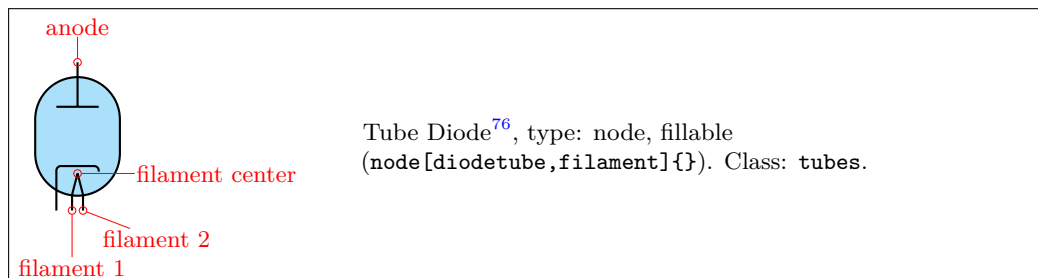 anode
Tube Diode76, type: node, fillable
(node[diodetube,filament]{}). Class: tubes.
filament center
filament 2
filament 1